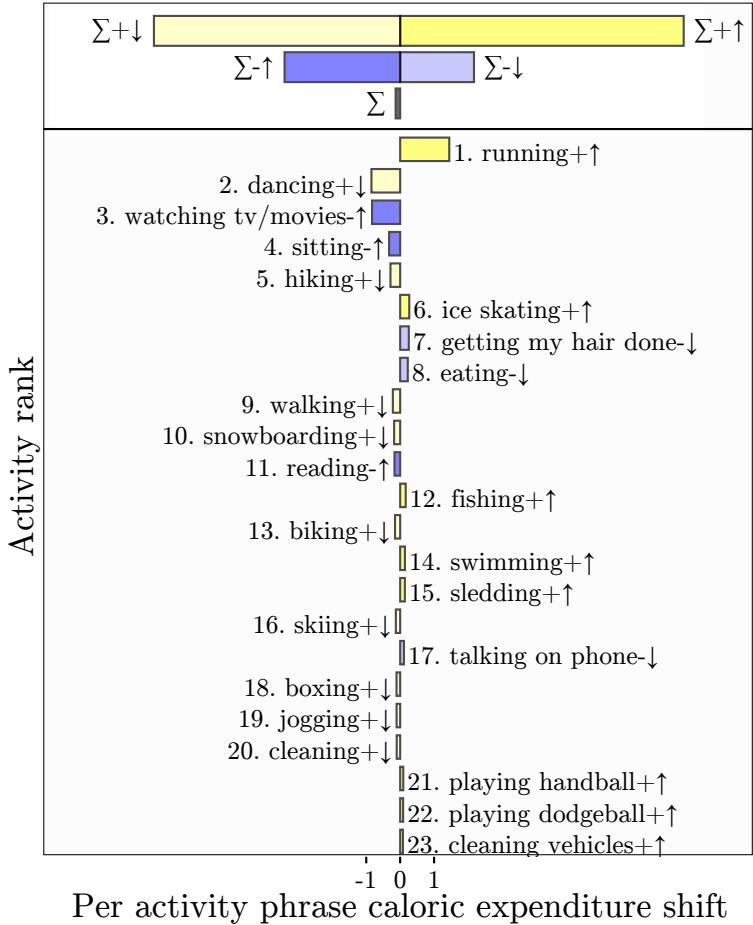 Σ+↓ Σ+↑
Σ-↑ Σ-↓
Σ
1. running+↑
2. dancing+↓
3. watching tv/movies-↑
4. sitting-↑
5. hiking+↓
6. ice skating+↑
7. getting my hair done-↓
8. eating-↓
9. walking+↓
10. snowboarding+↓
11. reading-↑
12. fishing+↑
13. biking+↓
14. swimming+↑
15. sledding+↑
16. skiing+↓
17. talking on phone-↓
18. boxing+↓
19. jogging+↓
20. cleaning+↓
21. playing handball+↑
22. playing dodgeball+↑
23. cleaning vehicles+↑
Activity rank
-1 0 1
Per activity phrase caloric expenditure shift